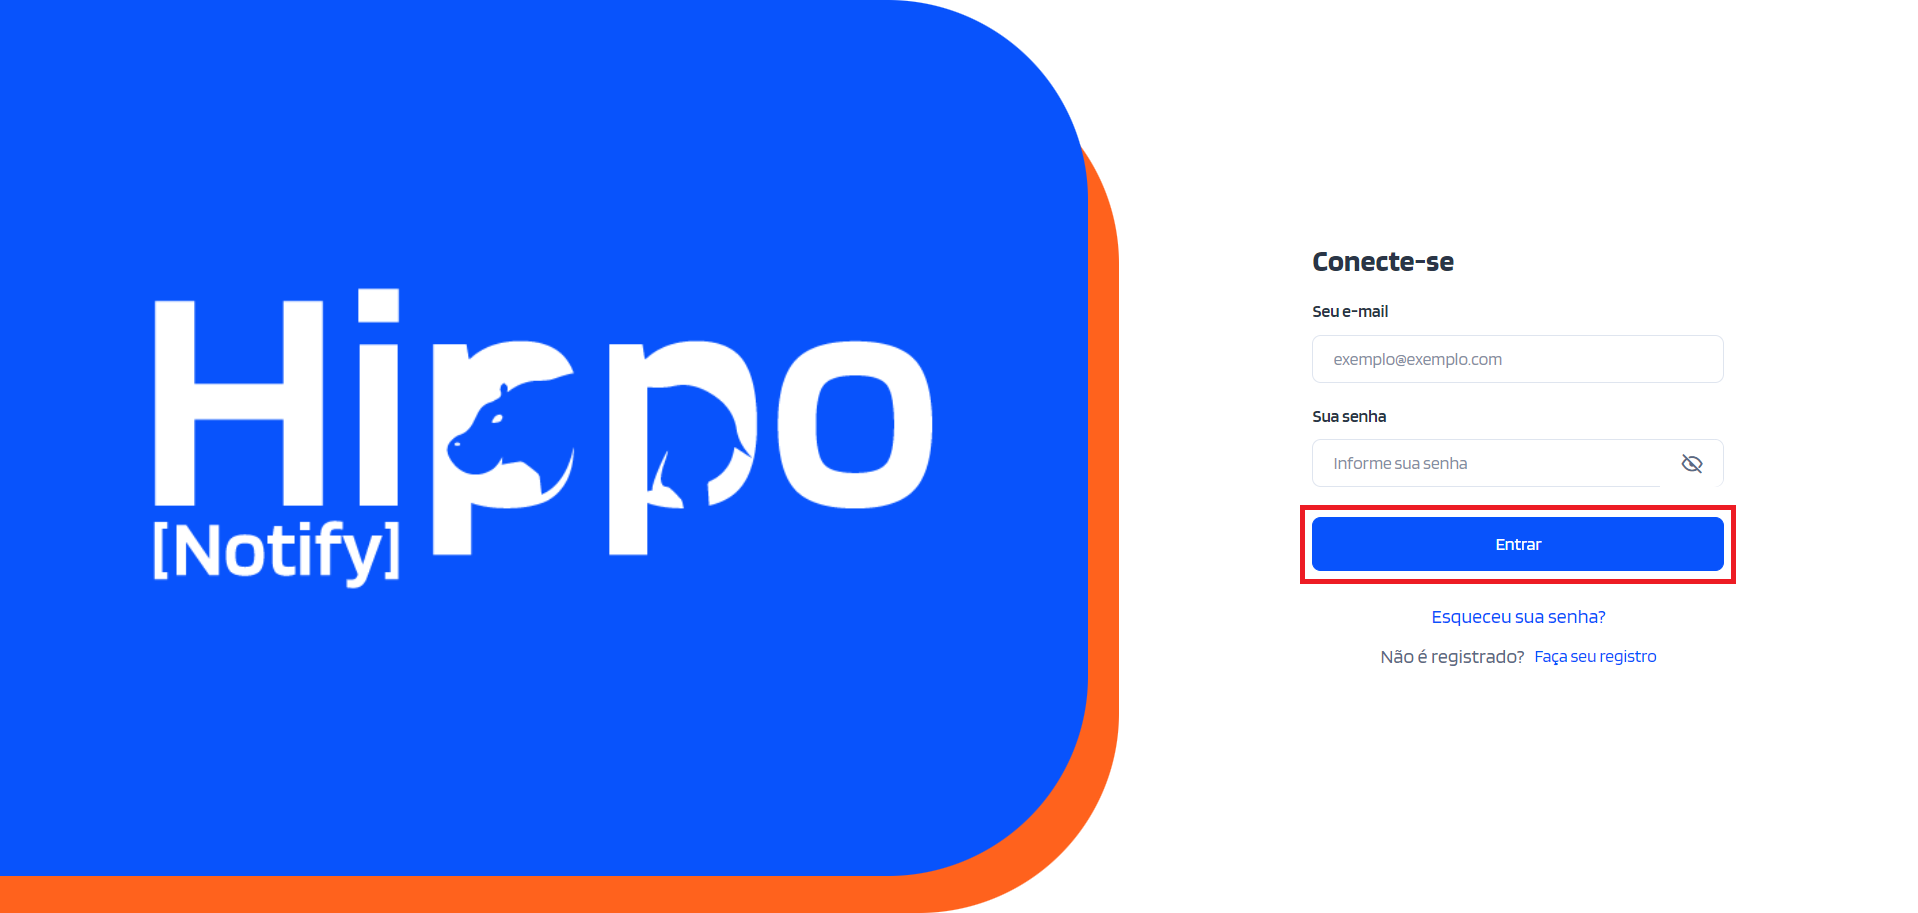 Hippo
[Notify]
Conecte-se
Seu e-mail
exemplo@exemplo.com
Sua senha
Informe sua senha
Entrar
Esqueceu sua senha?
Não é registrado? Faça seu registro